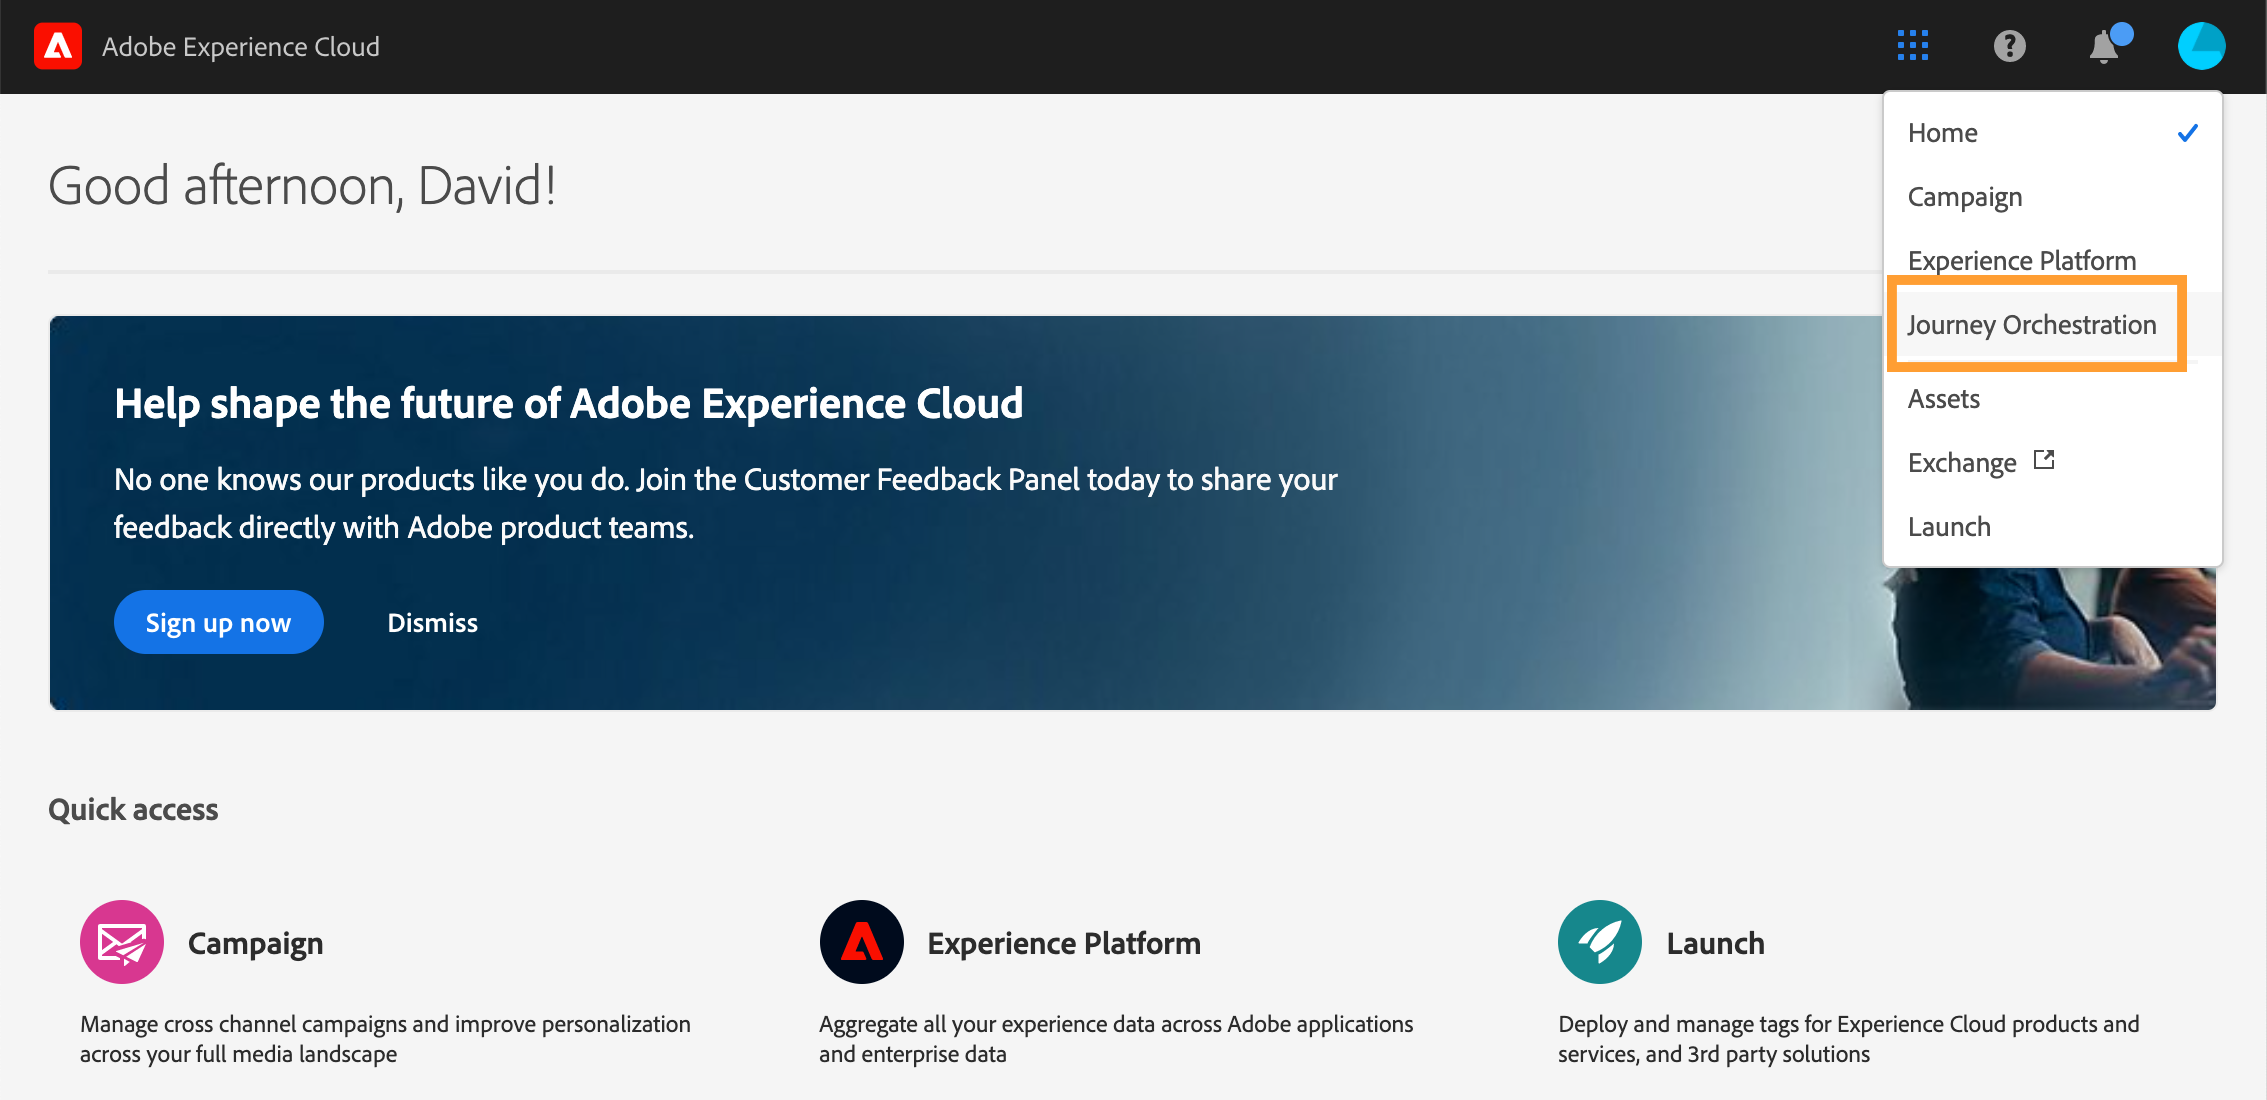 Adobe Experience Cloud
Good afternoon, David!
Home
Campaign
Experience Platform
Journey Orchestration
Assets
Exchange
Launch
Help shape the future of Adobe Experience Cloud
No one knows our products like you do. Join the Customer Feedback Panel today to share your
feedback directly with Adobe product teams.
Sign up now
Dismiss
Quick access
Campaign
Manage cross channel campaigns and improve personalization
across your full media landscape
Experience Platform
Aggregate all your experience data across Adobe applications
and enterprise data
Launch
Deploy and manage tags for Experience Cloud products and
services, and 3rd party solutions